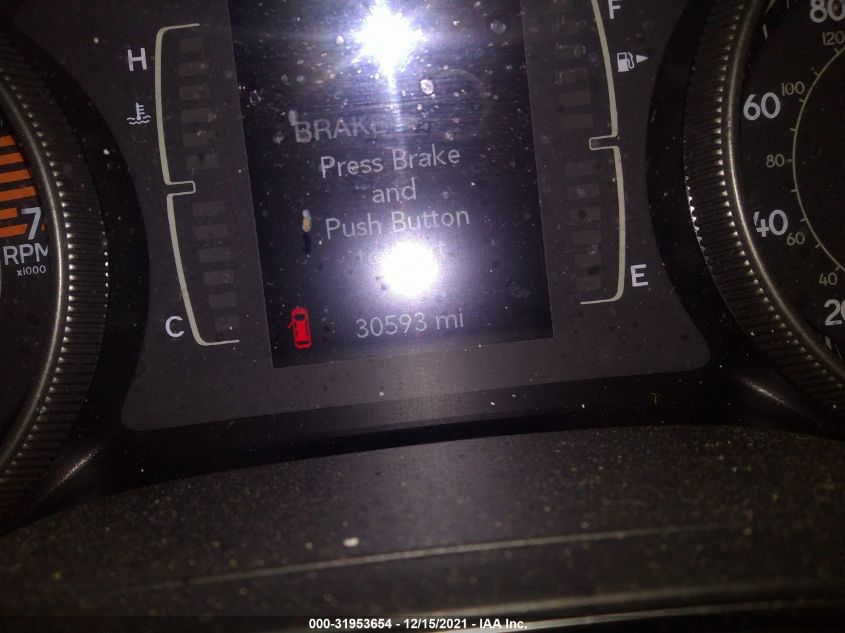 H
F
80
120
100
60
BRAKE
Press Brake
80
and
Push Button
7
40
60
RPM
x1000
E
40
20
C
30593 mi
000-31953654 - 12/15/2021 - IAA Inc.